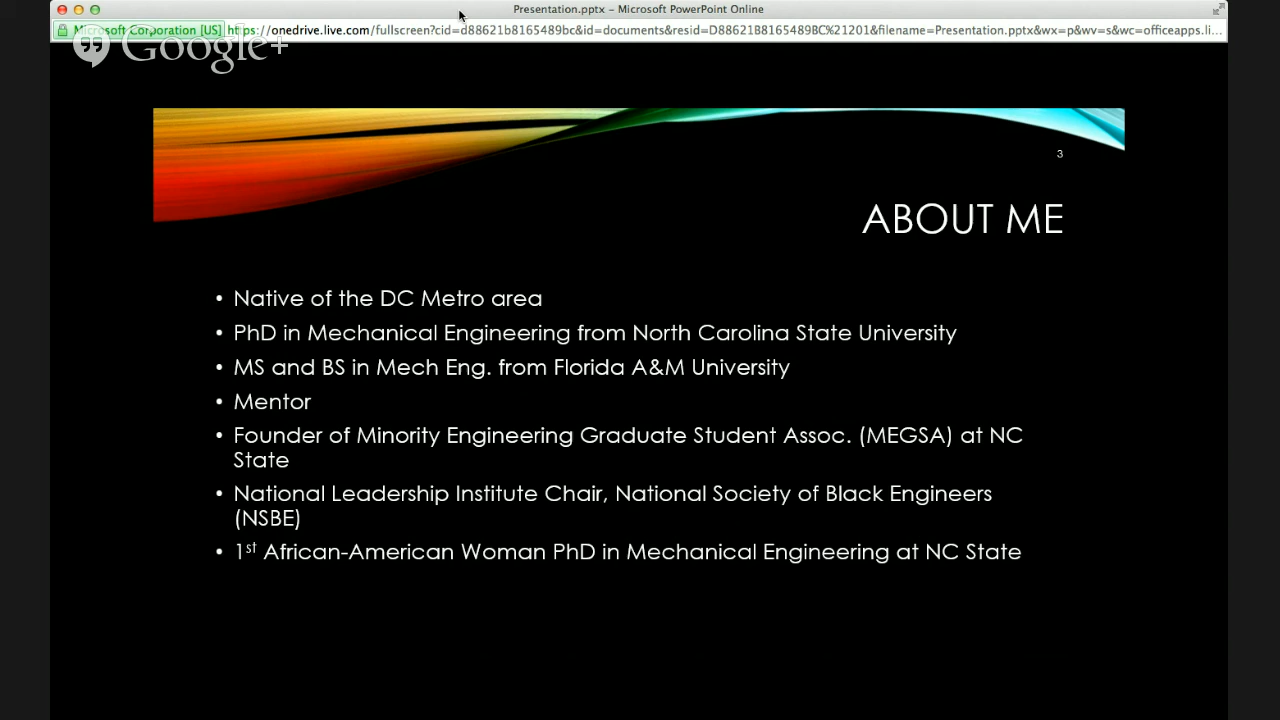 Presentation.pptx – Microsoft PowerPoint Online
Microsoft Corporation [US] https://onedrive.live.com/fullscreen?cid=d88621b8165489bc&id=documents&resid=D88621B8165489BC%21201&filename=Presentation.pptx&wx=p&wv=s&wc=officeapps.li...
Google+
3
ABOUT ME
• Native of the DC Metro area
• PhD in Mechanical Engineering from North Carolina State University
• MS and BS in Mech Eng. from Florida A&M University
• Mentor
• Founder of Minority Engineering Graduate Student Assoc. (MEGSA) at NC
State
• National Leadership Institute Chair, National Society of Black Engineers
(NSBE)
• 1st African-American Woman PhD in Mechanical Engineering at NC State